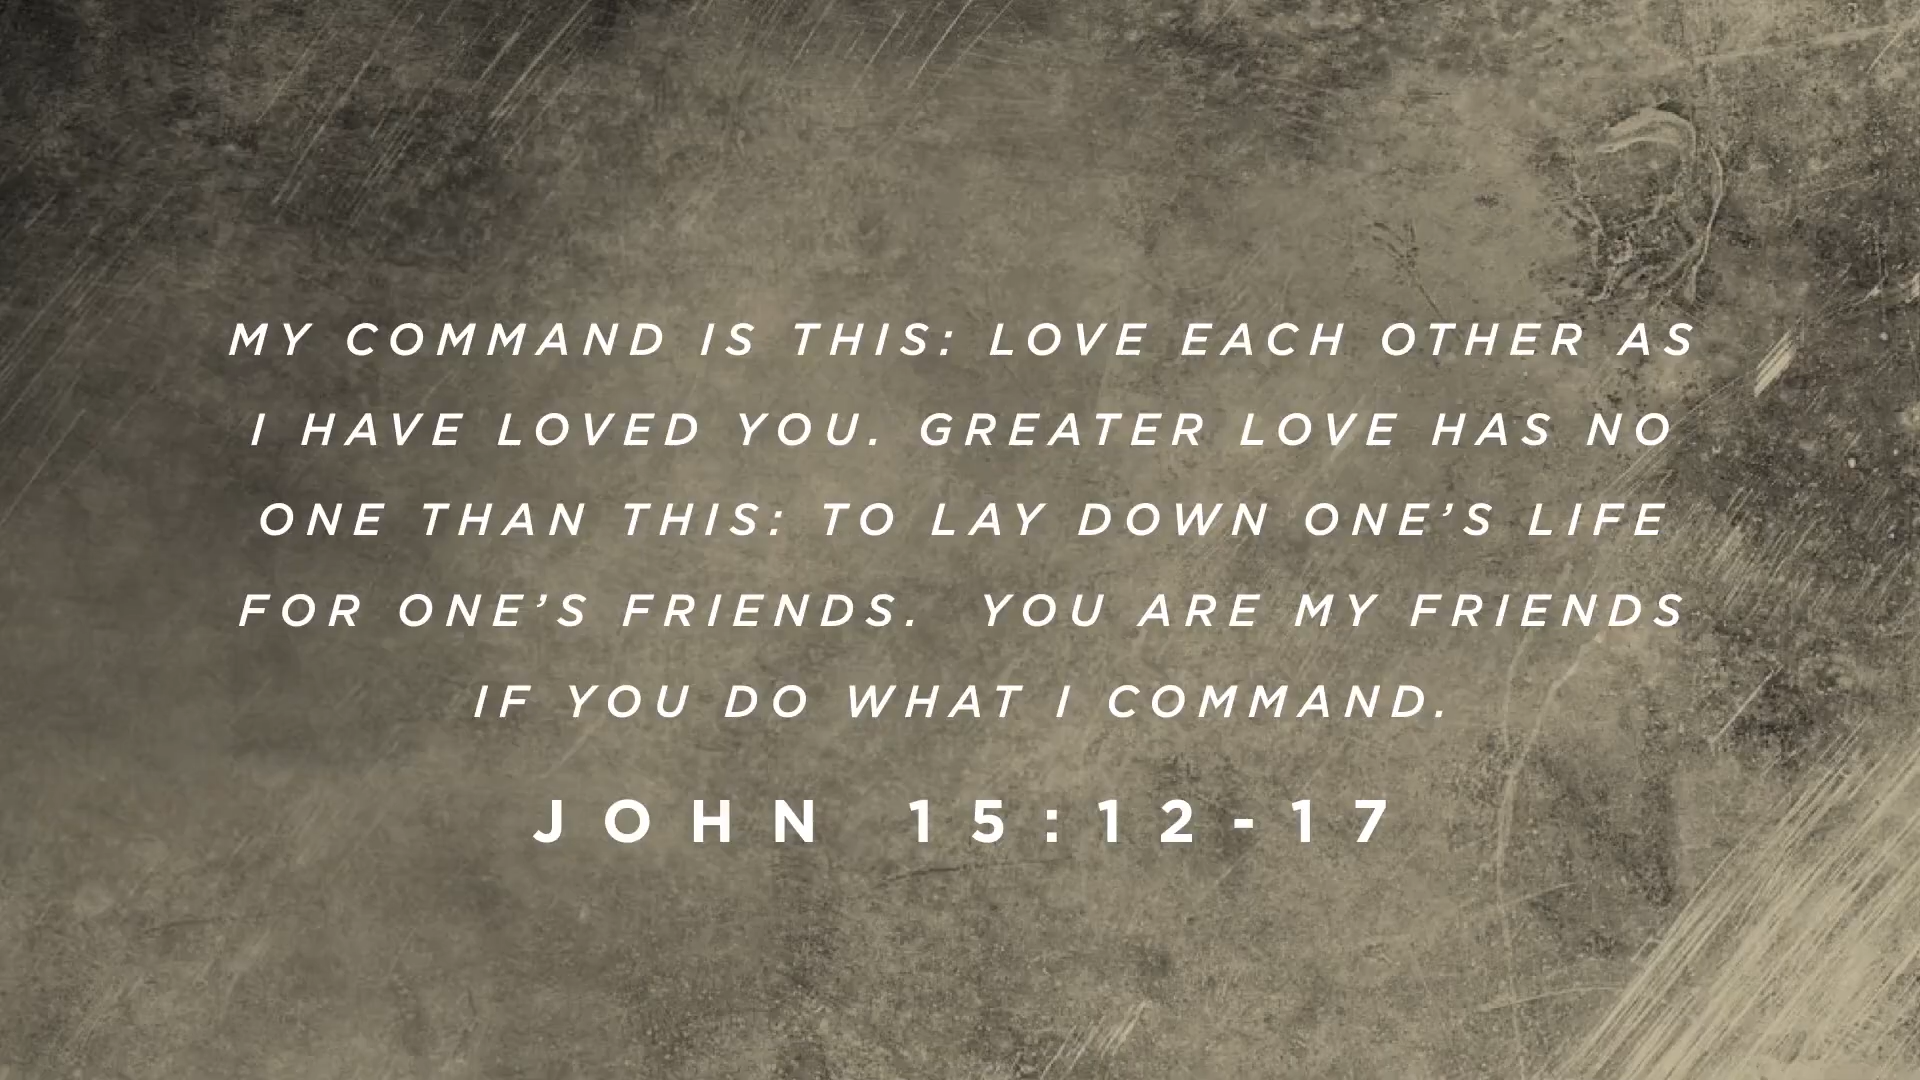 MY COMMAND IS THIS: LOVE EACH OTHER AS
I HAVE LOVED YOU. GREATER LOVE HAS NO
ONE THAN THIS: TO LAY DOWN ONE’S LIFE
FOR ONE’S FRIENDS.  YOU ARE MY FRIENDS
IF YOU DO WHAT I COMMAND.
JOHN 15:12-17